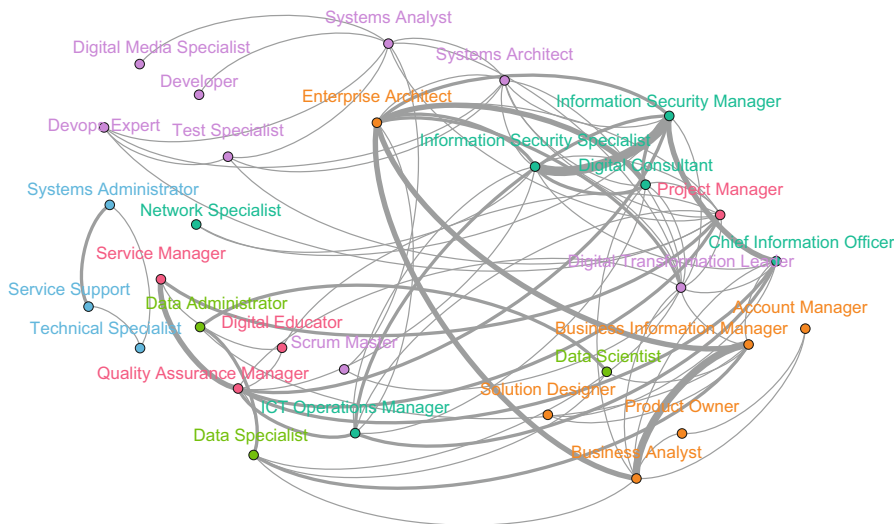 Systems Analyst
Digital Media Specialist
Systems Architect
Developer
Enterprise Architect
Information Security Manager
Devops Expert
Test Specialist
Information Security Specialist
Digital Consultant
Systems Administrator
Project Manager
Network Specialist
Chief Information Officer
Service Manager
Digital Transformation Leader
Service Support
Data Administrator
Account Manager
Technical Specialist
Digital Educator
Business Information Manager
Scrum Master
Data Scientist
Quality Assurance Manager
Solution Designer
ICT Operations Manager
Product Owner
Data Specialist
Business Analyst